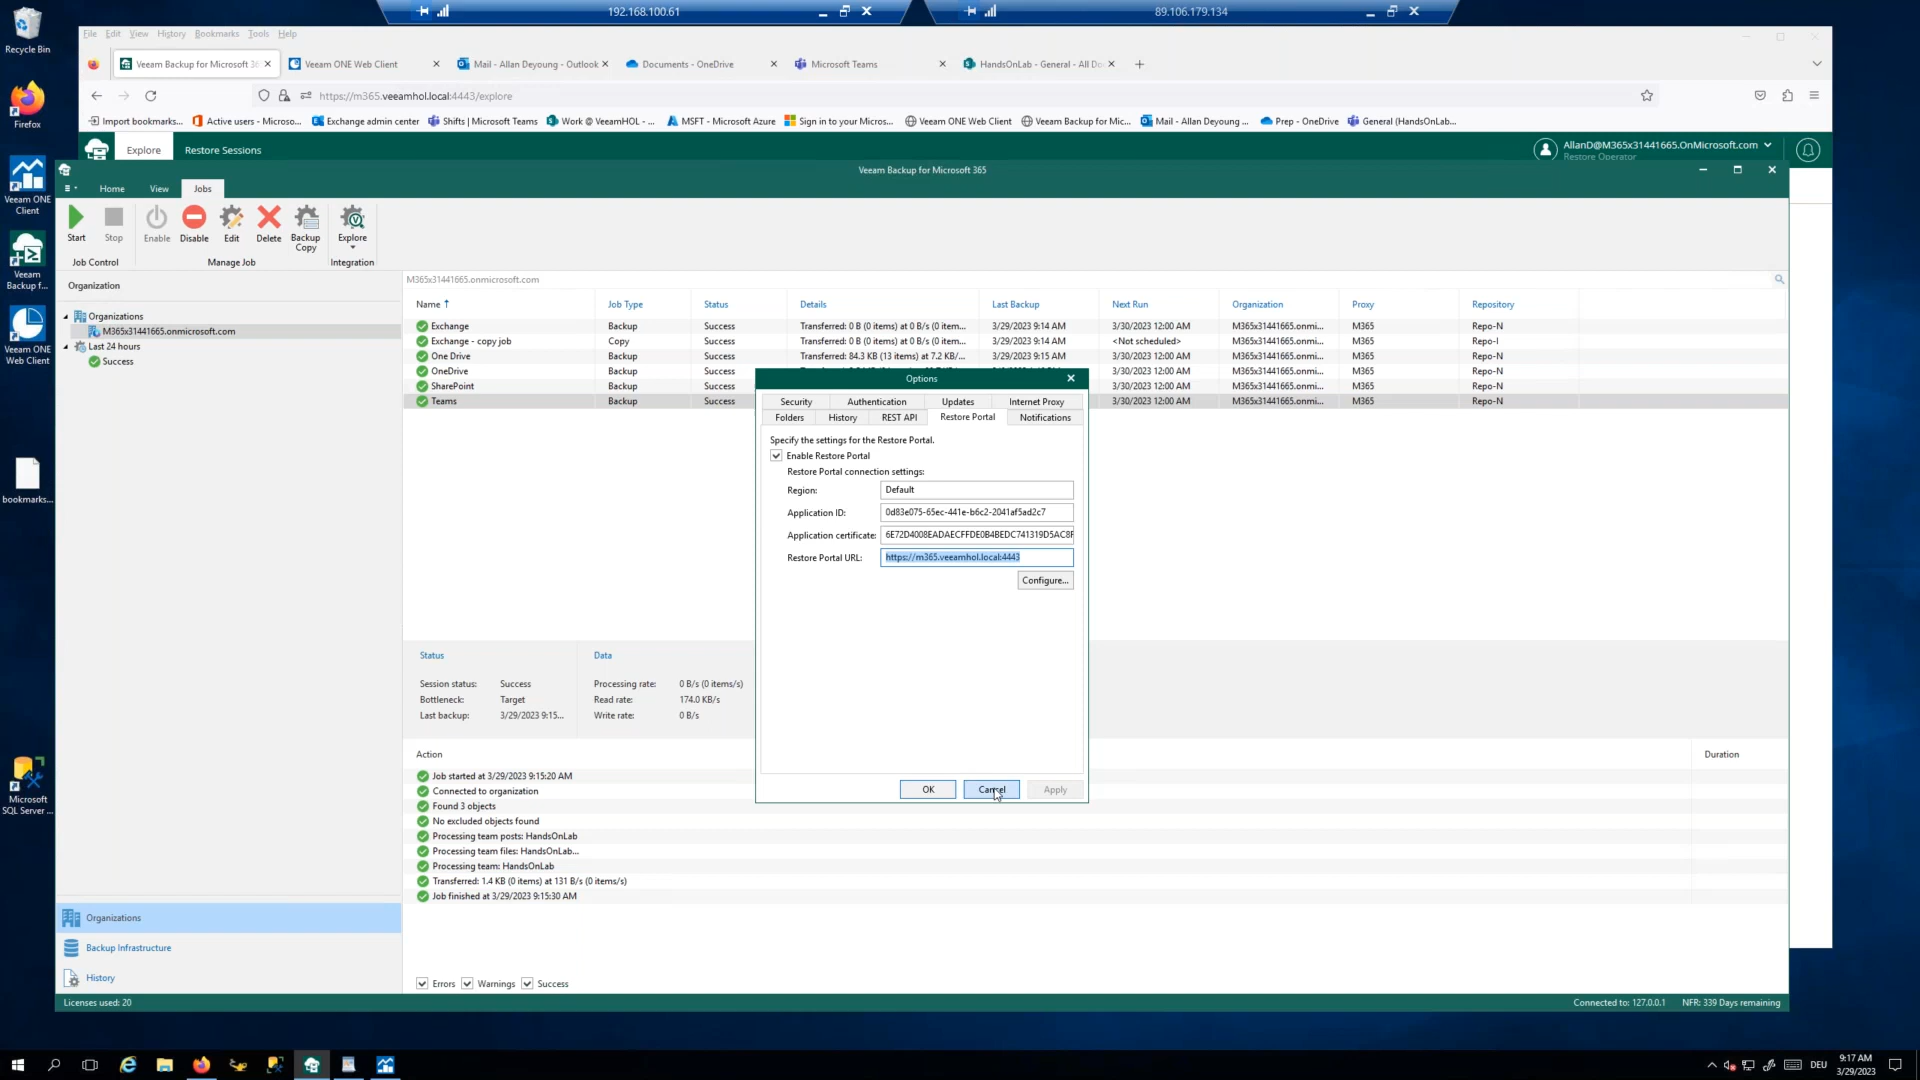 192.168.100.61
89.106.179.134
Recycle Bin
File Edit View History Bookmarks Tools Help
Veeam Backup for Microsoft 36
Veeam ONE Web Client
Mail - Allan Deyoung - Outlook
Documents - OneDrive
Microsoft Teams
HandsOnLab - General - All Do
https://m365.veeamhol.local:4443/explore
Firefox
Import bookmarks...
Active users - Microso...
Exchange admin center
Shifts | Microsoft Teams
Work @ VeeamHOL - ...
MSFT - Microsoft Azure
Sign in to your Micros...
Veeam ONE Web Client
Veeam Backup for Mic...
Mail - Allan Deyoung ...
Prep - OneDrive
General (HandsOnLab...
Explore
Restore Sessions
AllanD@M365x31441665.OnMicrosoft.com
Restore Operator
Veeam Backup for Microsoft 365
Home View Jobs
Veeam ONE
Client
Start Stop Enable Disable Edit Delete Backup
Copy Explore
Job Control Manage Job Integration
Veeam
Backup f...
Organization
Organizations
M365x31441665.onmicrosoft.com
Last 24 hours
Success
Veeam ONE
Web Client
M365x31441665.onmicrosoft.com
Name Job Type Status Details Last Backup Next Run Organization Proxy Repository
Exchange Backup Success Transferred: 0 B (0 items) at 0 B/s (0 item... 3/29/2023 9:14 AM 3/30/2023 12:00 AM M365x31441665.onmi... M365 Repo-N
Exchange - copy job Copy Success Transferred: 0 B (0 items) at 0 B/s (0 item... 3/29/2023 9:14 AM <Not scheduled> M365x31441665.onmi... M365 Repo-I
One Drive Backup Success Transferred: 84.3 KB (13 items) at 7.2 KB/... 3/29/2023 9:15 AM 3/30/2023 12:00 AM M365x31441665.onmi... M365 Repo-N
OneDrive Backup Success 3/30/2023 12:00 AM M365x31441665.onmi... M365 Repo-N
SharePoint Backup Success 3/30/2023 12:00 AM M365x31441665.onmi... M365 Repo-N
Teams Backup Success 3/30/2023 12:00 AM M365x31441665.onmi... M365 Repo-N
Options
Security Authentication Updates Internet Proxy
Folders History REST API Restore Portal Notifications
Specify the settings for the Restore Portal.
Enable Restore Portal
Restore Portal connection settings:
Region: Default
Application ID: 0d83e075-65ec-441e-b6c2-2041af5ad2c7
Application certificate: 6E72D4008EADAECFFDE0B4BEDC741319D5AC8F
Restore Portal URL: https://m365.veeamhol.local:4443
Configure...
OK Cancel Apply
bookmarks...
Status
Session status: Success
Bottleneck: Target
Last backup: 3/29/2023 9:15...
Data
Processing rate: 0 B/s (0 items/s)
Read rate: 174.0 KB/s
Write rate: 0 B/s
Action Duration
Job started at 3/29/2023 9:15:20 AM
Connected to organization
Found 3 objects
No excluded objects found
Processing team posts: HandsOnLab
Processing team files: HandsOnLab...
Processing team: HandsOnLab
Transferred: 1.4 KB (0 items) at 131 B/s (0 items/s)
Job finished at 3/29/2023 9:15:30 AM
Microsoft
SQL Server ...
Organizations
Backup Infrastructure
History
Errors Warnings Success
Licenses used: 20
Connected to: 127.0.0.1 NFR: 339 Days remaining
DEU
9:17 AM
3/29/2023